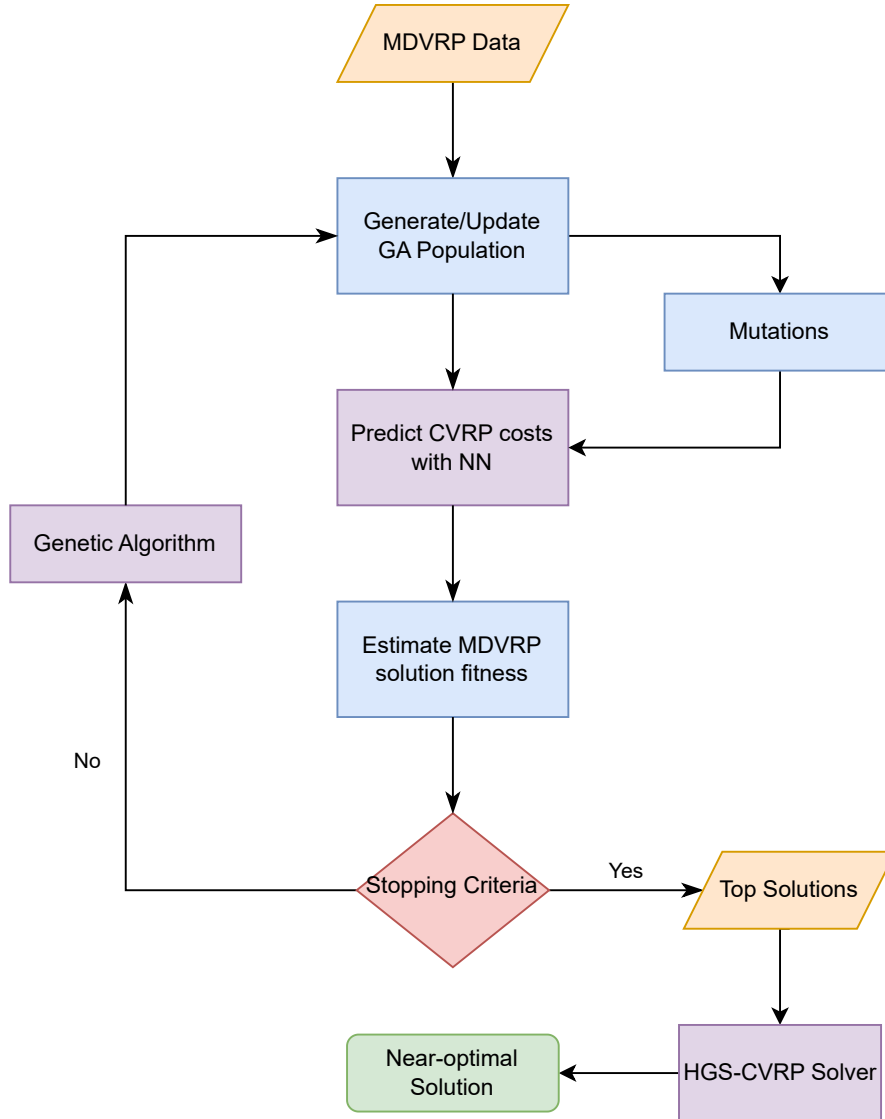 MDVRP Data
Generate/Update
GA Population
Mutations
Predict CVRP costs
with NN
Genetic Algorithm
Estimate MDVRP
solution fitness
No
Stopping Criteria
Yes
Top Solutions
Near-optimal
Solution
HGS-CVRP Solver